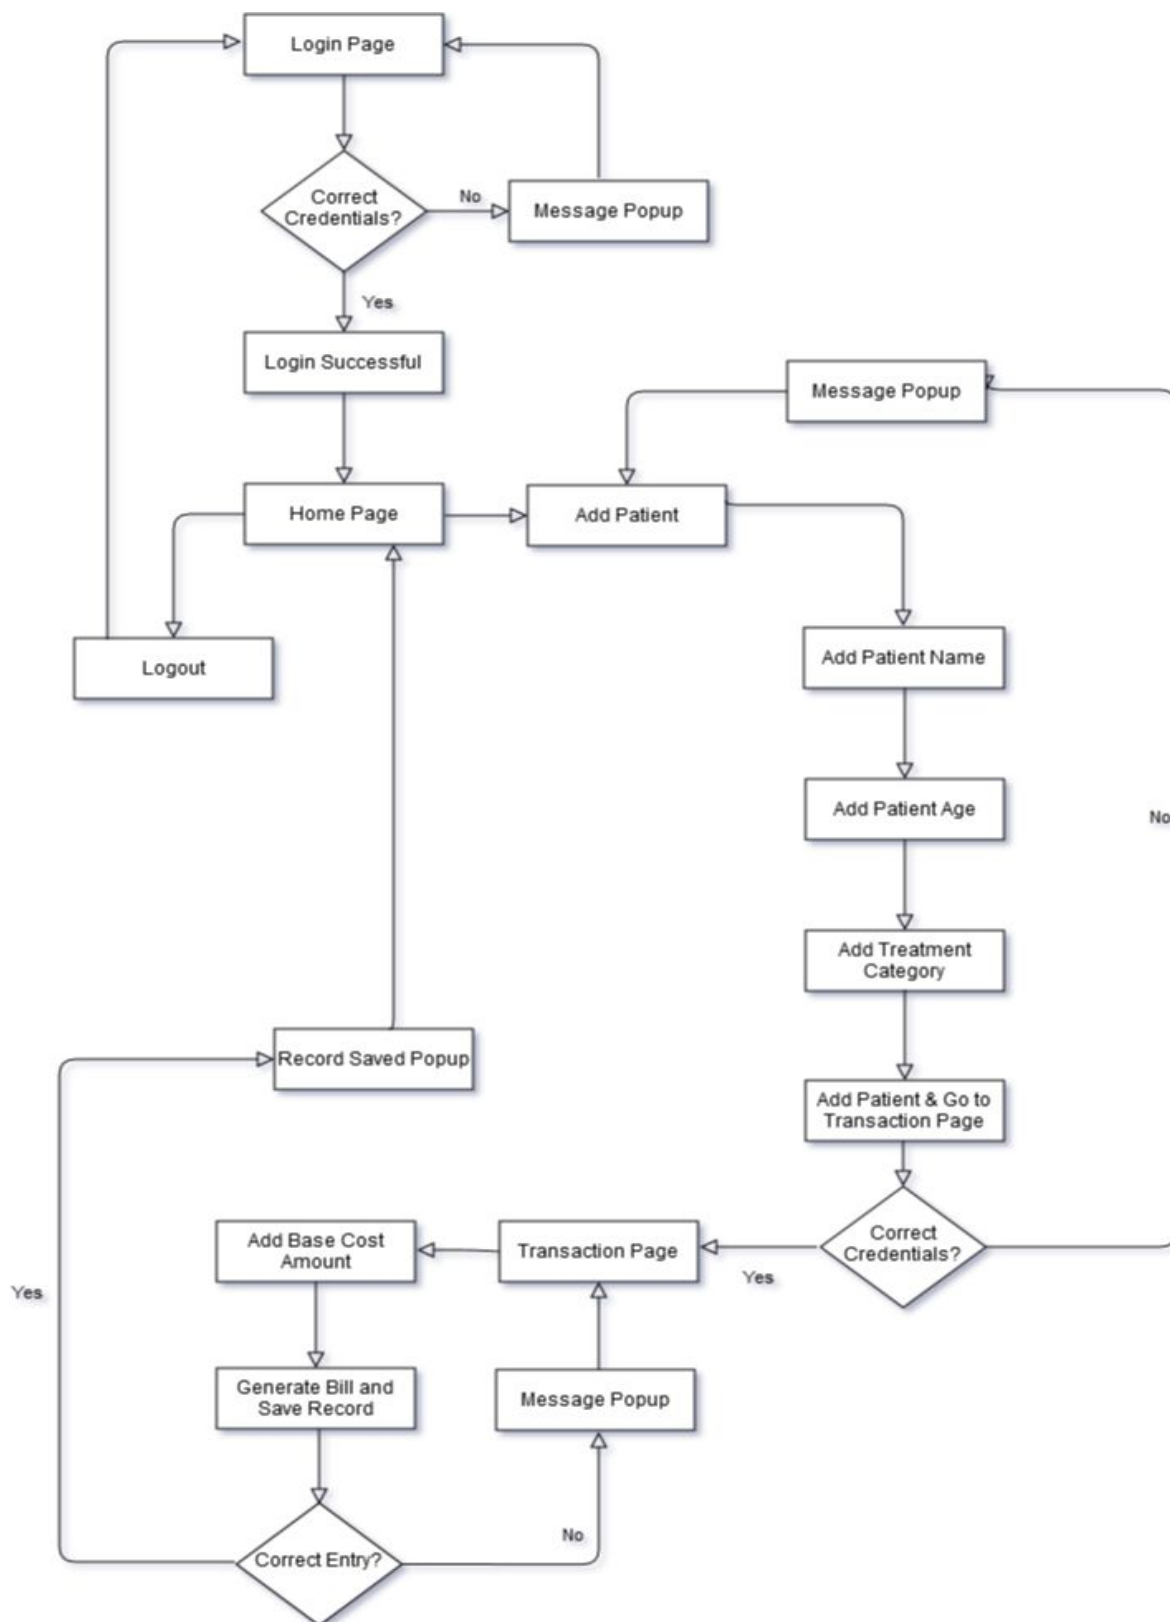 Login Page
Correct
Credentials?
No
Message Popup
Yes
Login Successful
Message Popup
Home Page
Add Patient
Logout
Add Patient Name
Add Patient Age
No
Add Treatment
Category
Record Saved Popup
Add Patient & Go to
Transaction Page
Correct
Credentials?
Yes
Transaction Page
Add Base Cost
Amount
Yes
Generate Bill and
Save Record
Message Popup
No
Correct Entry?